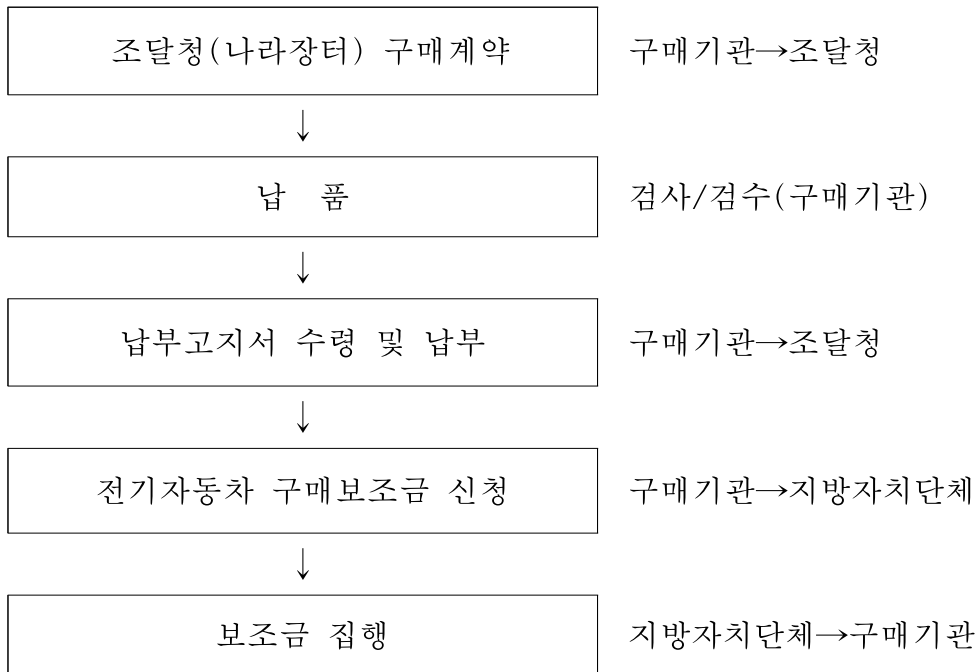 조달청(나라장터) 구매계약 구매기관→조달청
↓
납 품 검사/검수(구매기관)
↓
납부고지서 수령 및 납부 구매기관→조달청
↓
전기자동차 구매보조금 신청 구매기관→지방자치단체
↓
보조금 집행 지방자치단체→구매기관